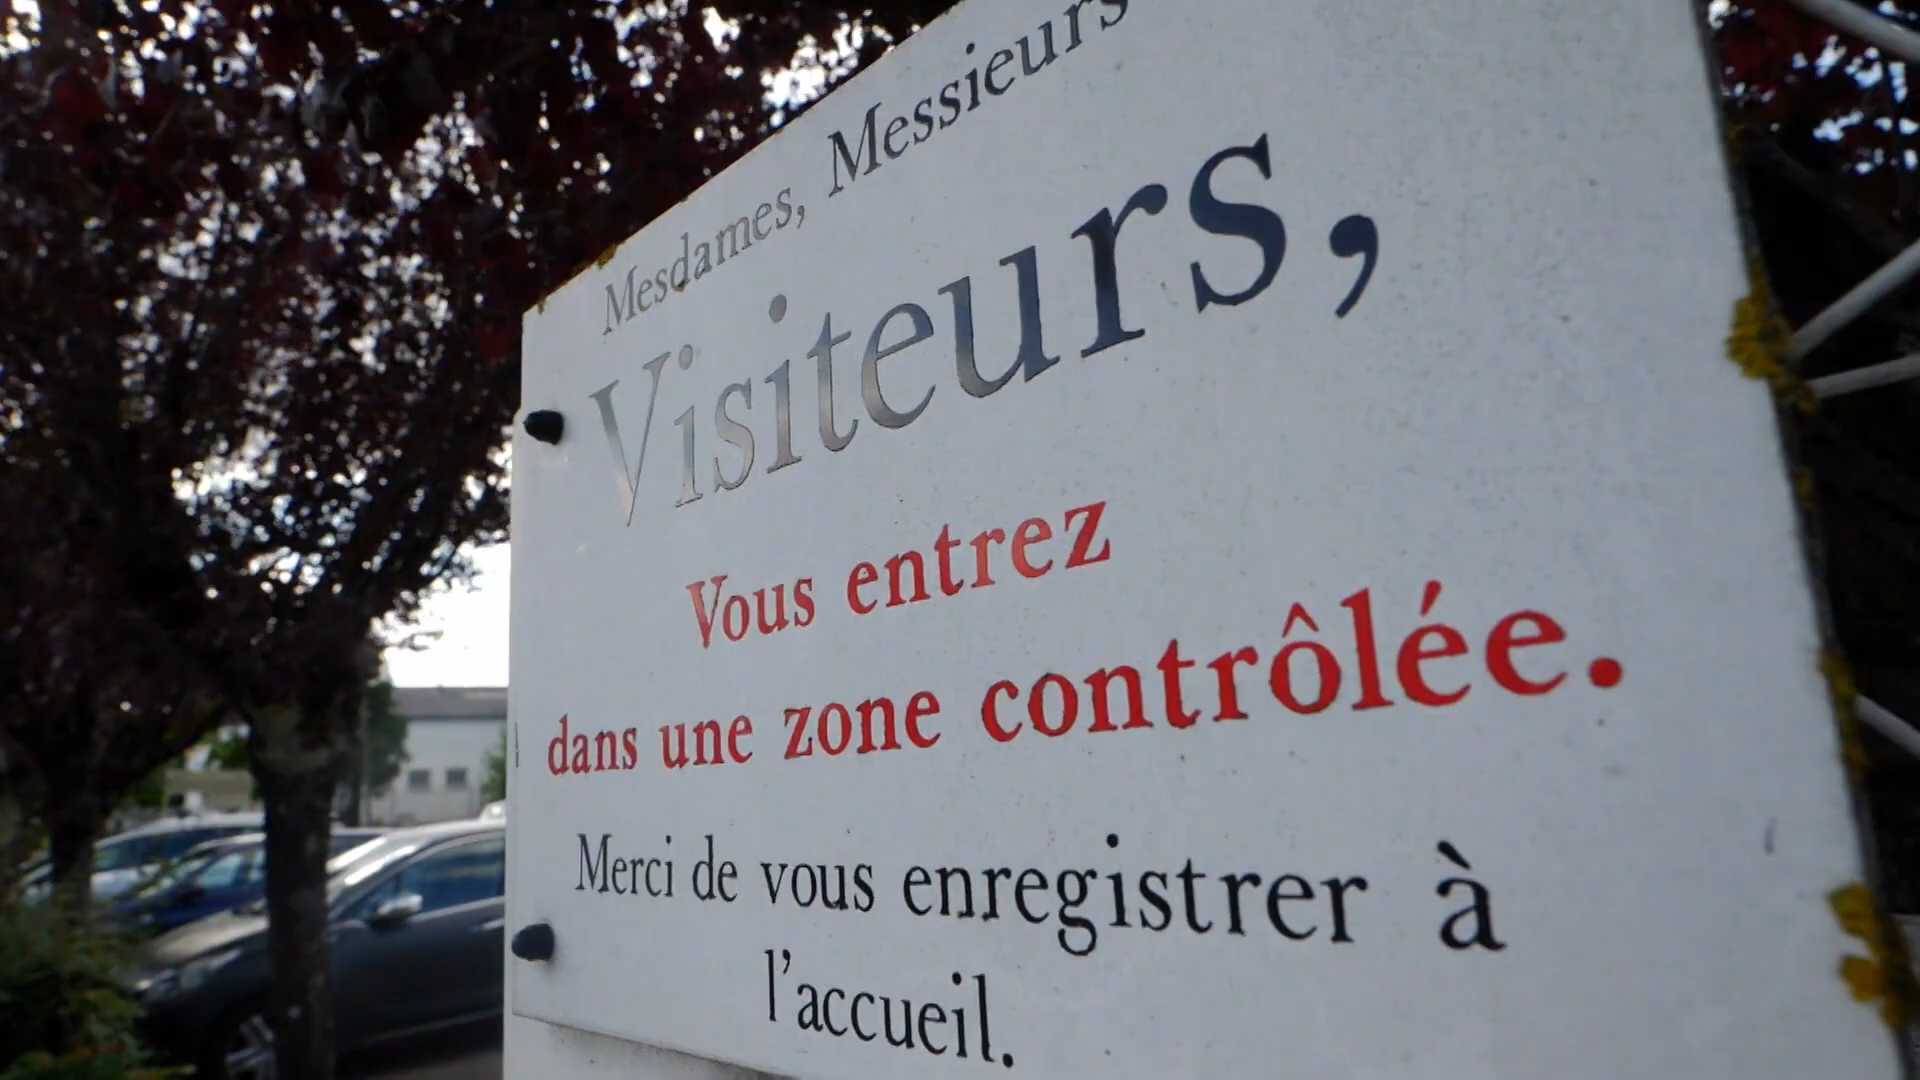 Mesdames, Messieurs
Visiteurs,
Vous entrez
dans une zone contrôlée.
Merci de vous enregistrer à
l'accueil.